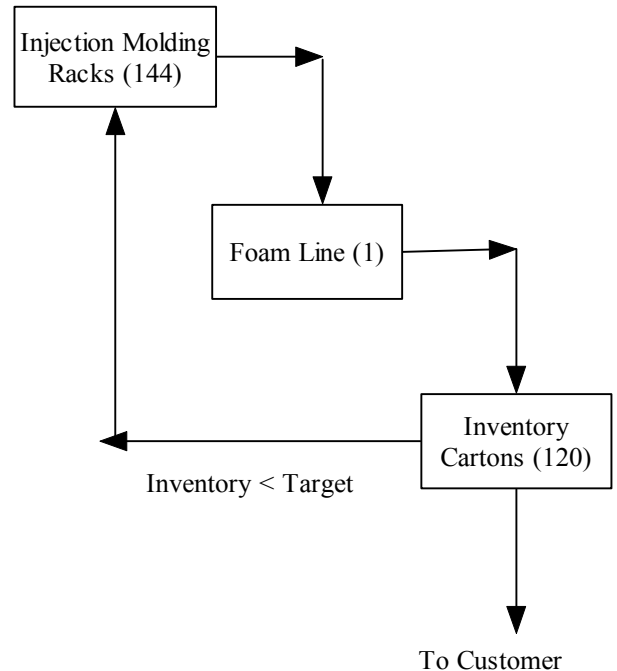 Injection Molding
Racks (144)
Foam Line (1)
Inventory
Cartons (120)
Inventory < Target
To Customer